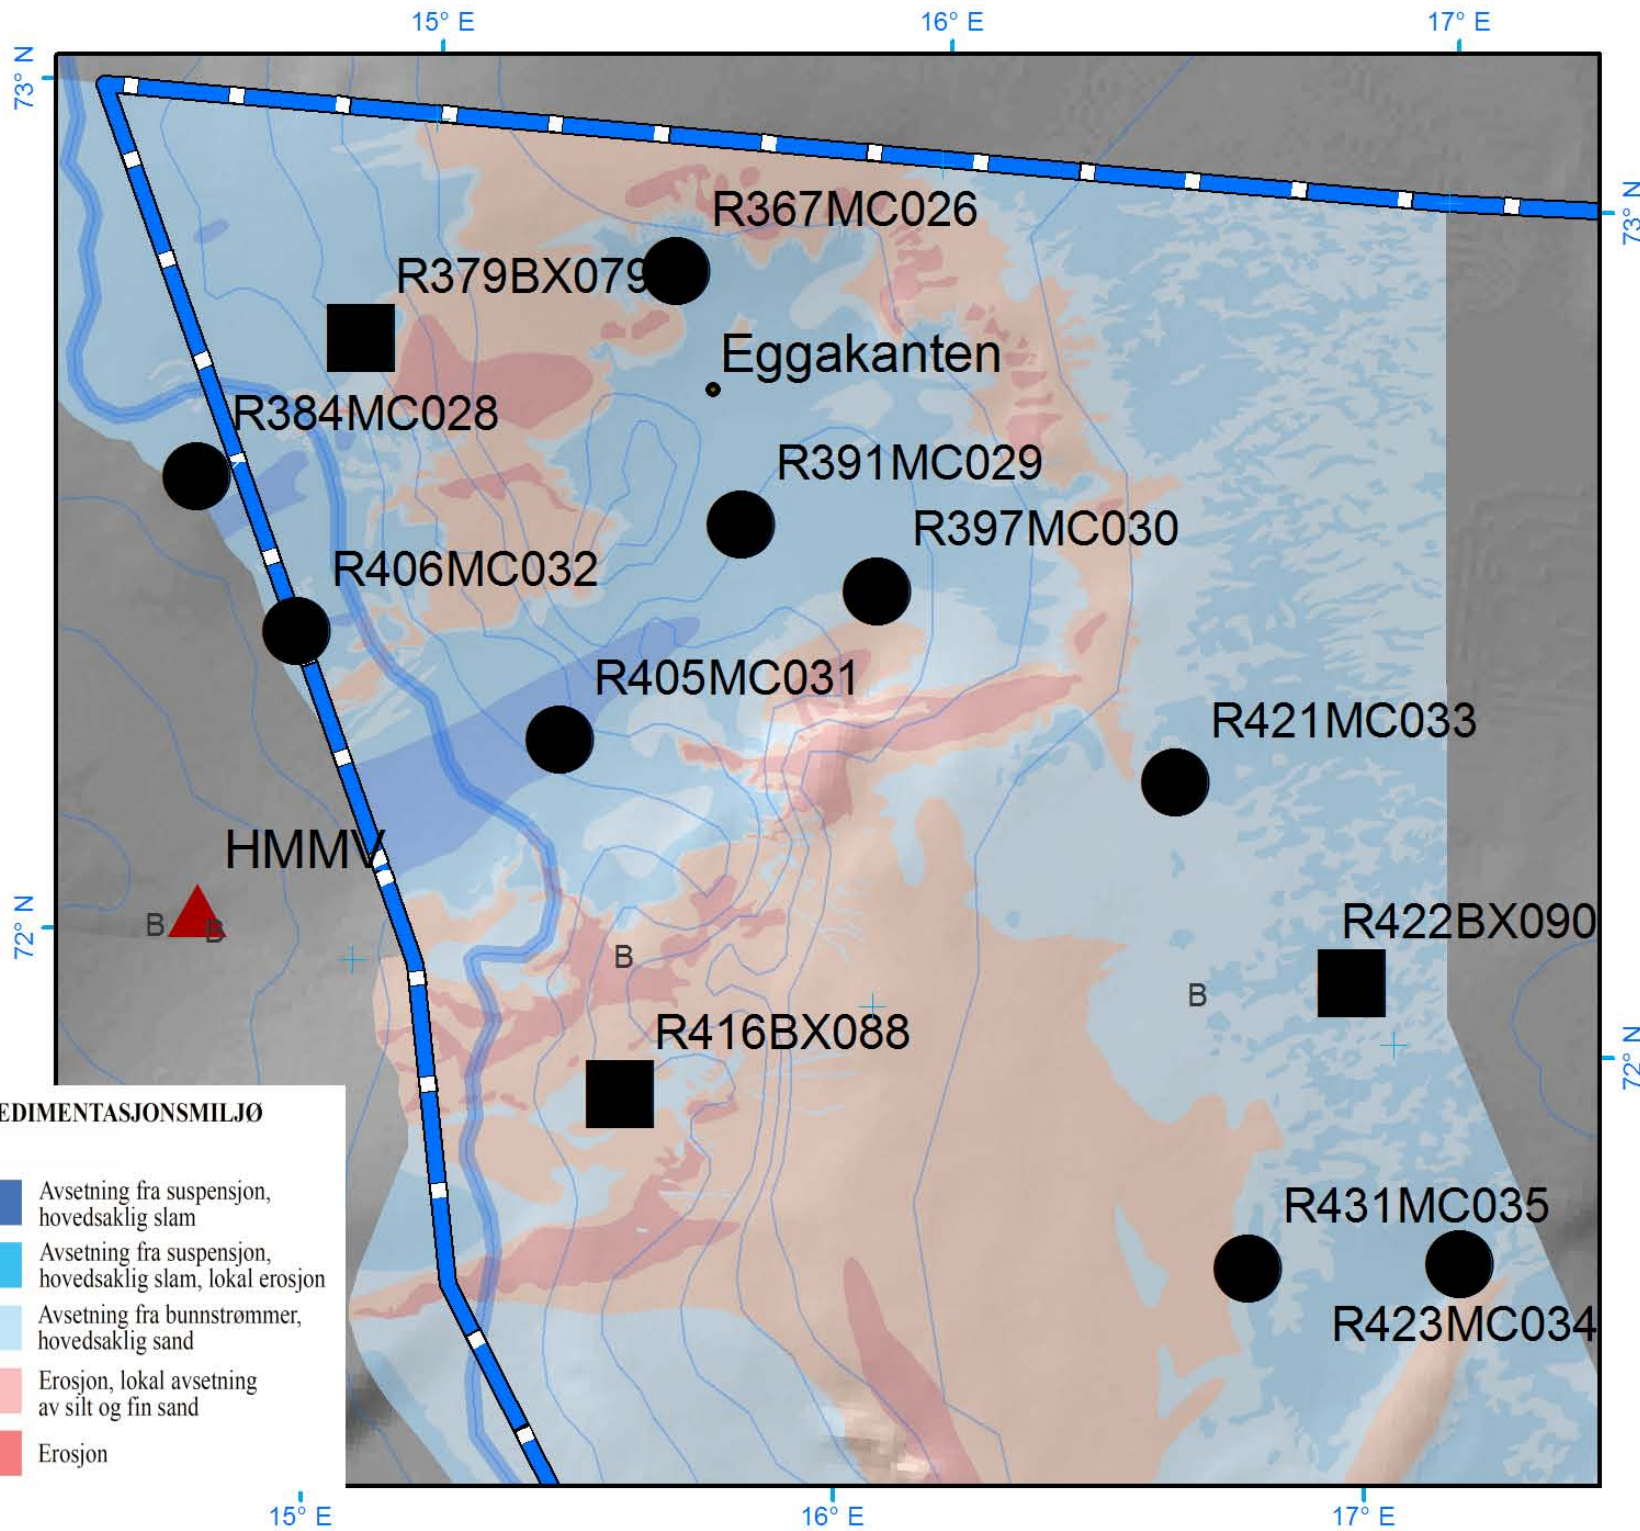 15° E
16° E
17° E
73° N
73° N
R367MC026
R379BX079
Eggakanten
R384MC028
R391MC029
R397MC030
R406MC032
R405MC031
R421MC033
HMMV
72° N
B
B
B
R422BX090
B
R416BX088
72° N
EDIMENTASJONSMILJØ
Avsetning fra suspensjon,
hovedsaklig slam
Avsetning fra suspensjon,
hovedsaklig slam, lokal erosjon
Avsetning fra bunnstrømmer,
hovedsaklig sand
Erosjon, lokal avsetning
av silt og fin sand
Erosjon
R431MC035
R423MC034
15° E
16° E
17° E